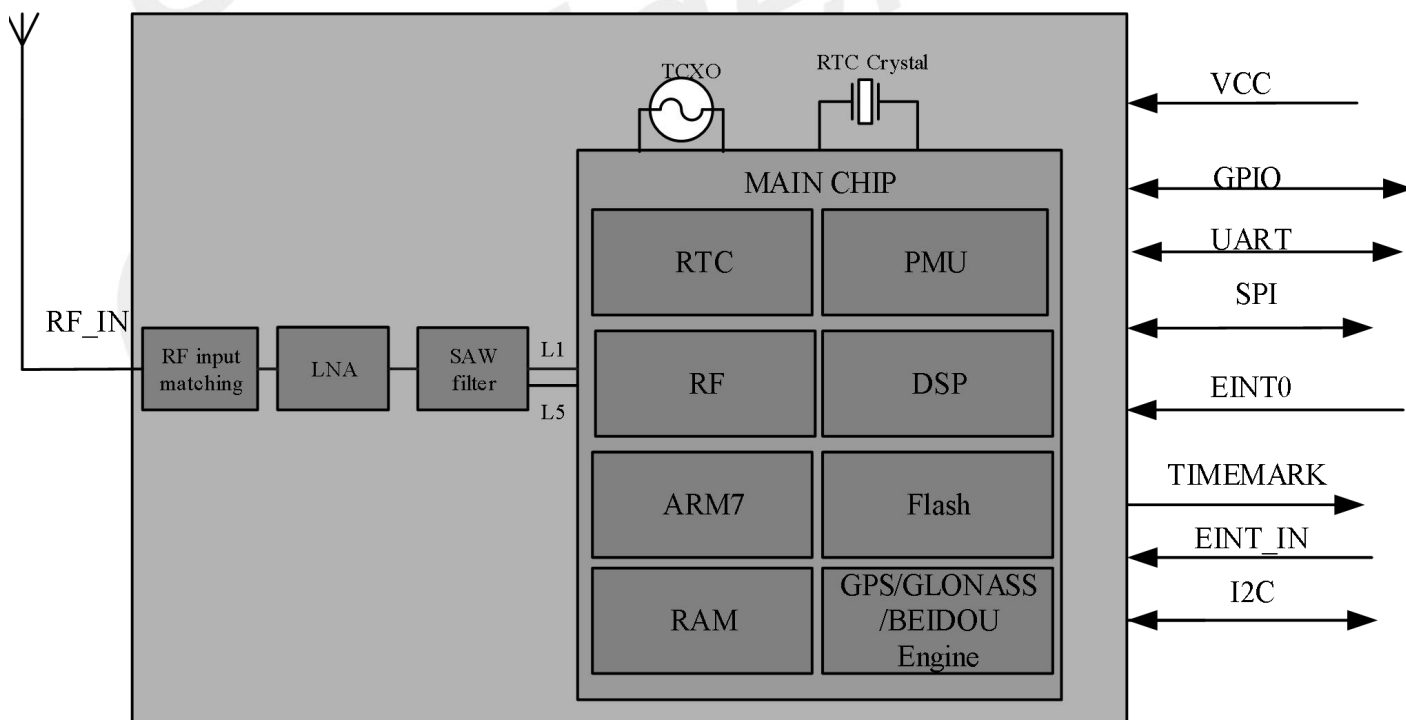 TCXO
RTC Crystal
VCC
MAIN CHIP
GPIO
RTC
PMU
UART
SPI
RF_IN
RF input
matching
LNA
SAW
filter
L1
L5
RF
DSP
EINT0
TIMEMARK
ARM7
Flash
EINT_IN
I2C
RAM
GPS/GLONASS
/BEIDOU
Engine